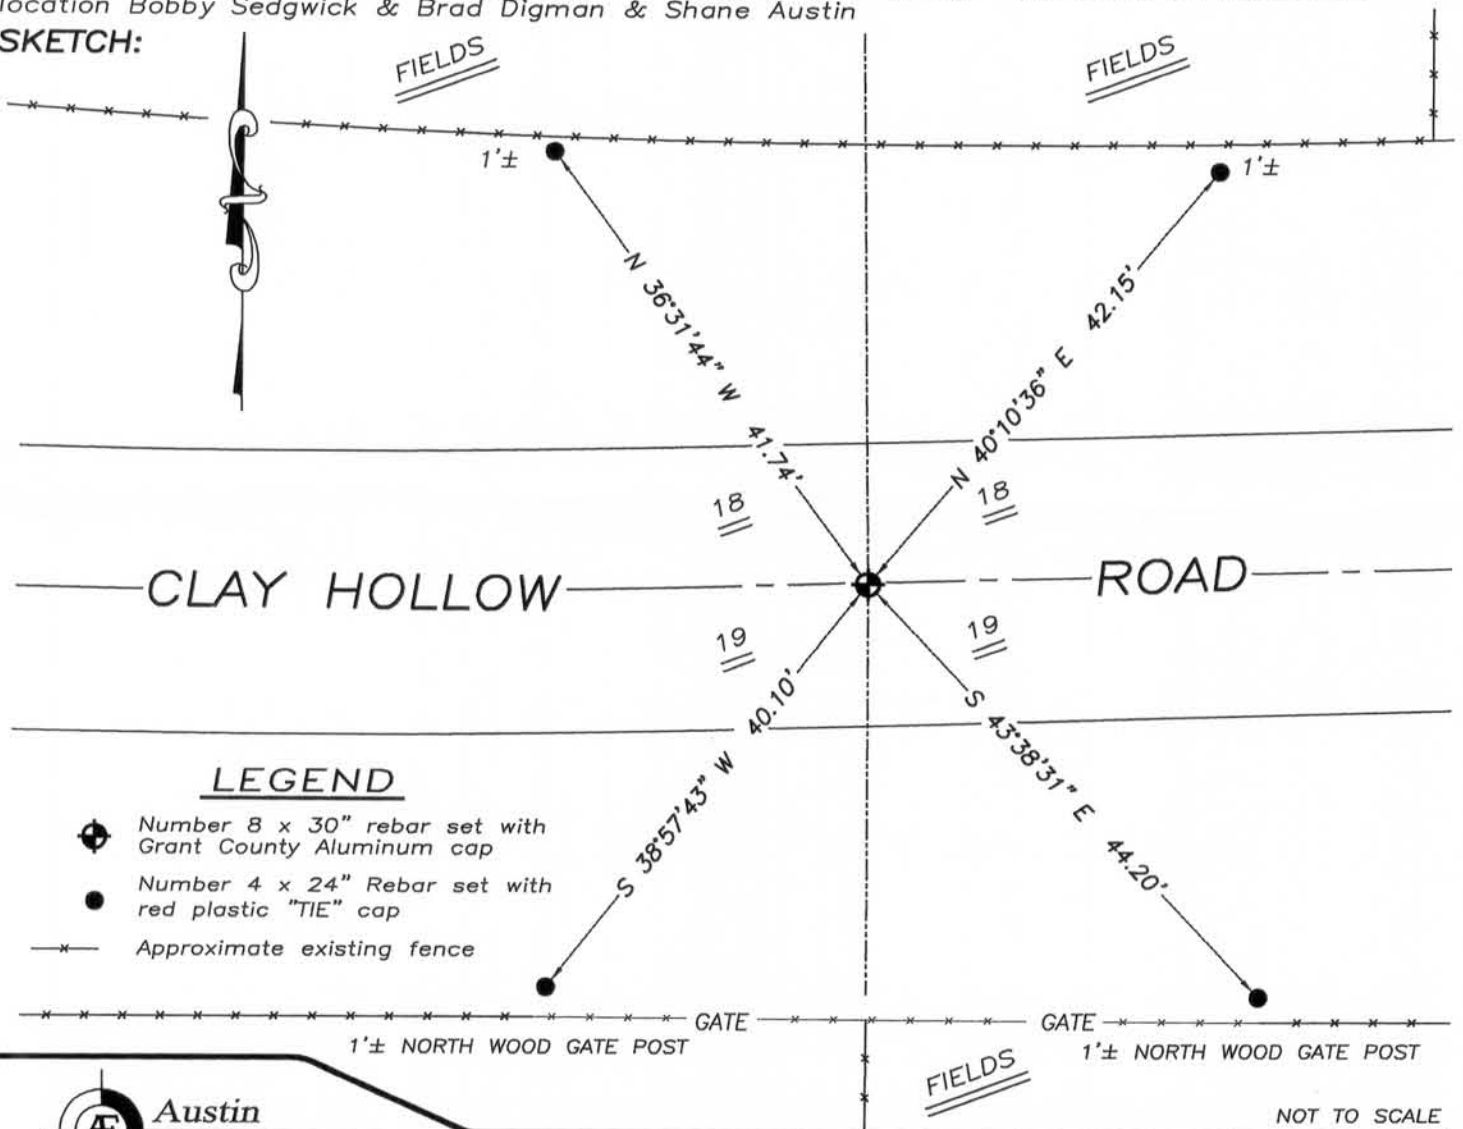 location Bobby Sedgwick & Brad Digman & Shane Austin
SKETCH:
FIELDS
FIELDS
1'±
1'±
N 36°31'44" W 41.74'
N 40°10'36" E 42.15'
18
18
CLAY HOLLOW ROAD
19
19
S 38°57'43" W 40.10'
S 43°38'31" E 44.20'
LEGEND
Number 8 x 30" rebar set with
Grant County Aluminum cap
Number 4 x 24" Rebar set with
red plastic "TIE" cap
Approximate existing fence
GATE
GATE
1'± NORTH WOOD GATE POST
1'± NORTH WOOD GATE POST
FIELDS
Æ
Austin
NOT TO SCALE